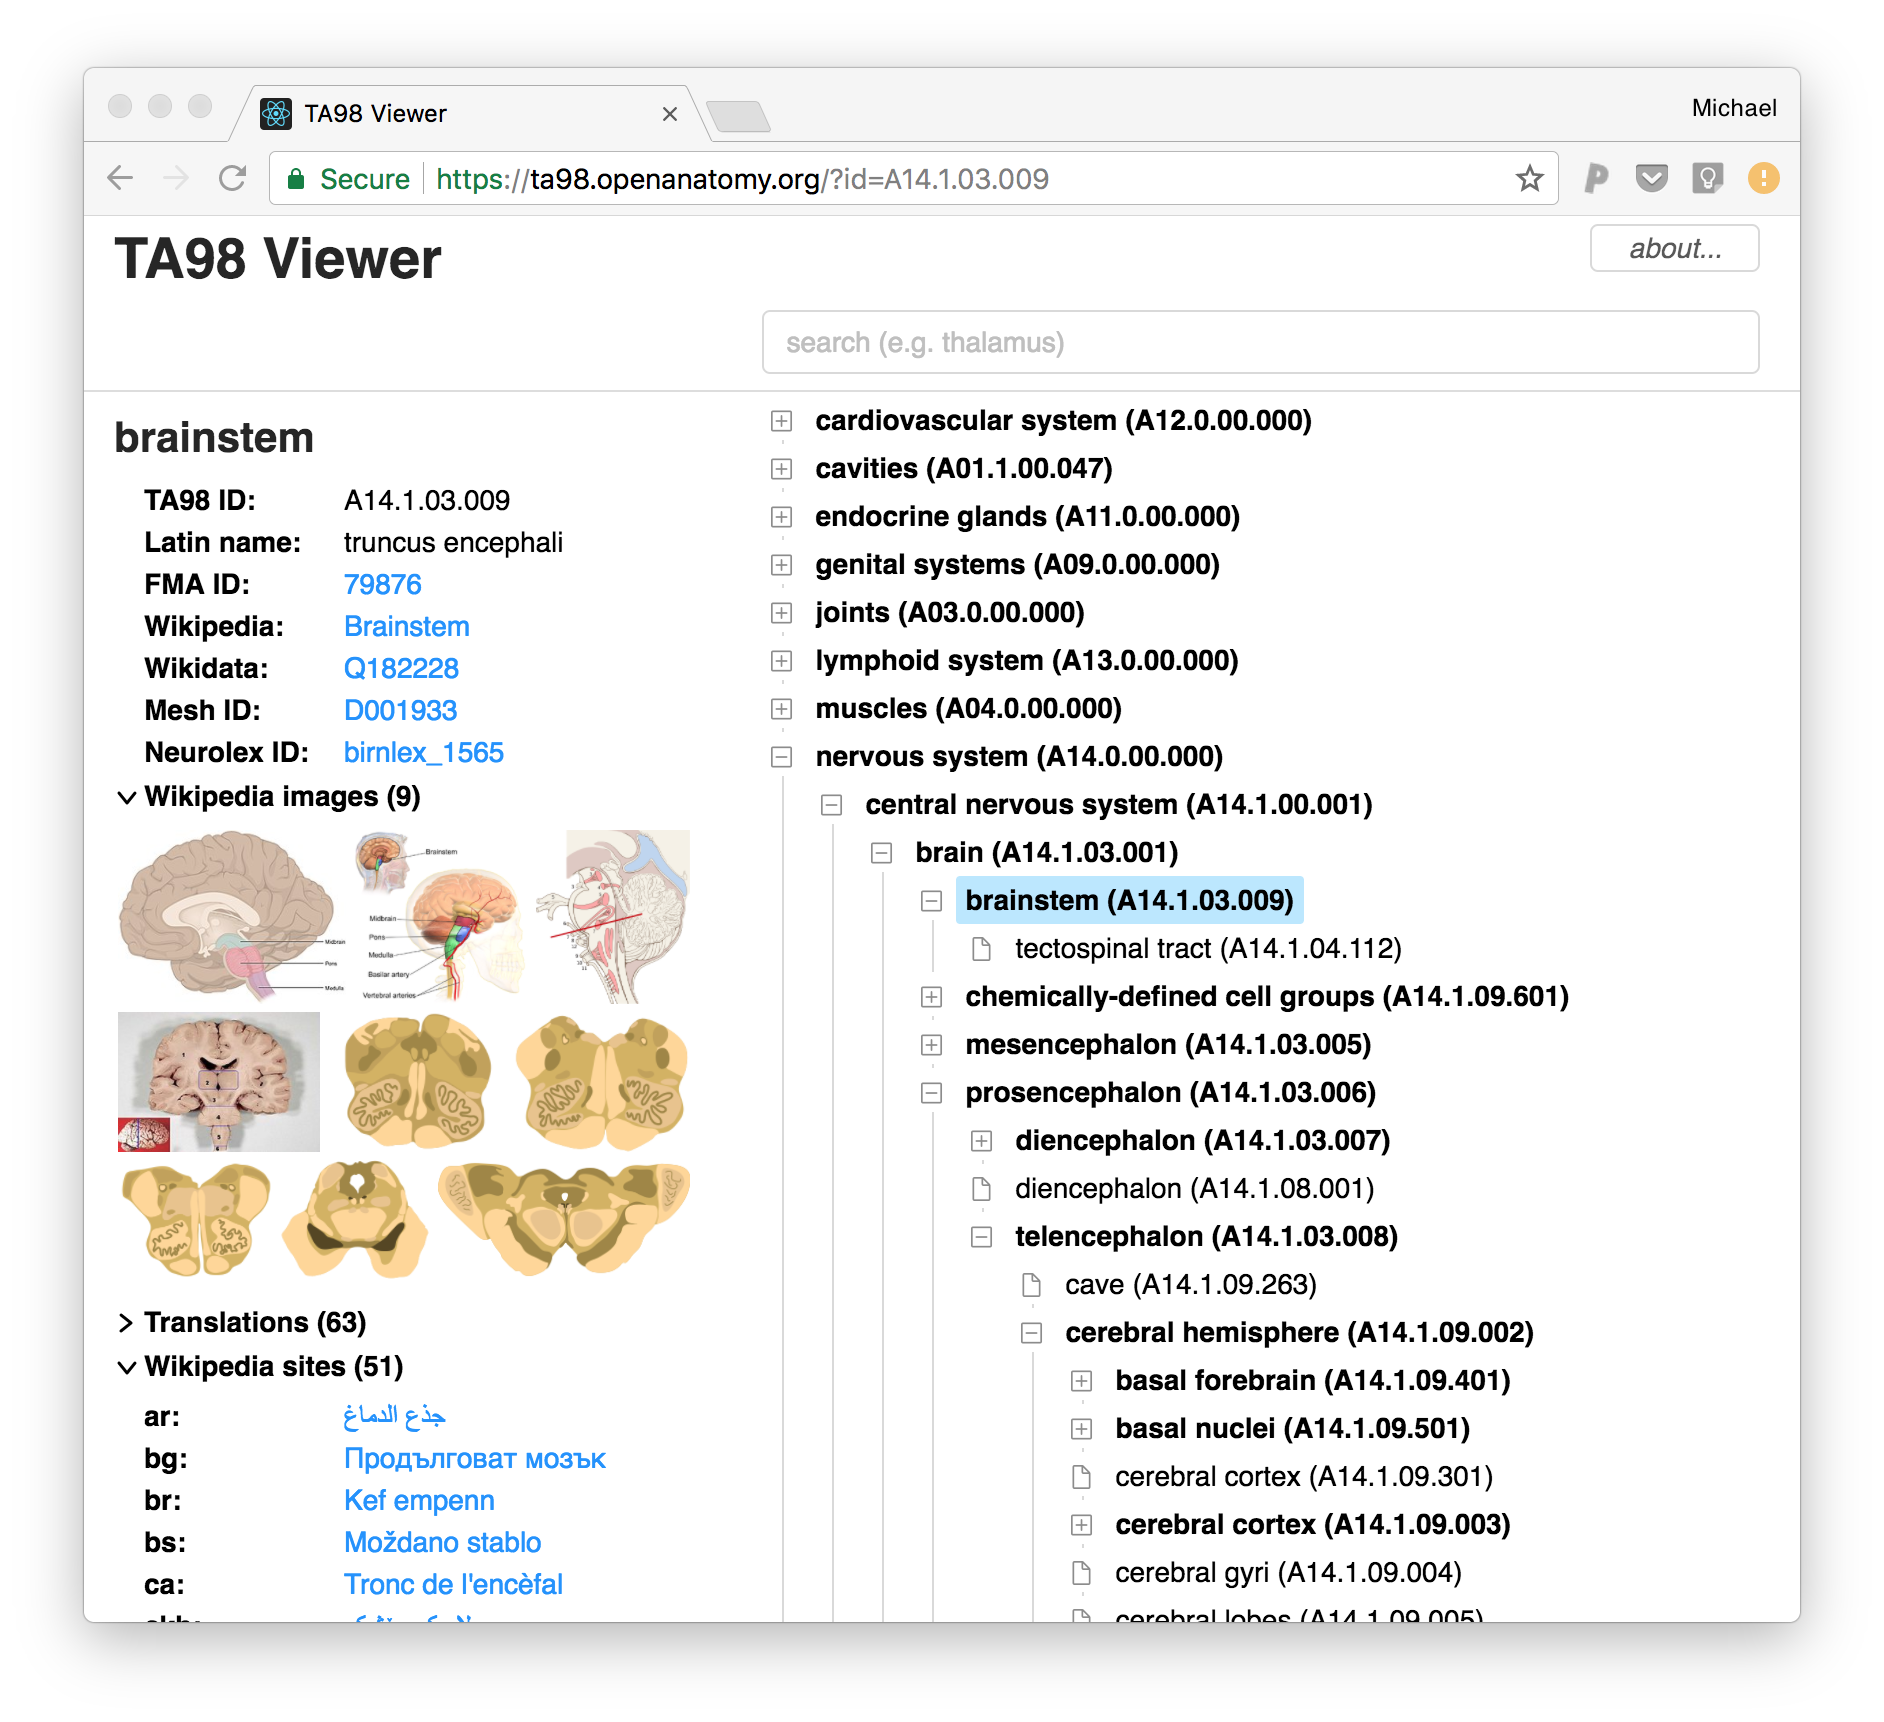 TA98 Viewer
Michael
Secure https://ta98.openanatomy.org/?id=A14.1.03.009
TA98 Viewer
about...
search (e.g. thalamus)
brainstem
TA98 ID: A14.1.03.009
Latin name: truncus encephali
FMA ID: 79876
Wikipedia: Brainstem
Wikidata: Q182228
Mesh ID: D001933
Neurolex ID: birnlex_1565
Wikipedia images (9)
Midbrain
Pons
Medulla
Brainstem
Midbrain
Pons
Medulla
Basilar artery
Vertebral arteries
Translations (63)
Wikipedia sites (51)
ar: جذع الدماغ
bg: Продълговат мозък
br: Kef empenn
bs: Moždano stablo
ca: Tronc de l'encèfal
cardiovascular system (A12.0.00.000)
cavities (A01.1.00.047)
endocrine glands (A11.0.00.000)
genital systems (A09.0.00.000)
joints (A03.0.00.000)
lymphoid system (A13.0.00.000)
muscles (A04.0.00.000)
nervous system (A14.0.00.000)
central nervous system (A14.1.00.001)
brain (A14.1.03.001)
brainstem (A14.1.03.009)
tectospinal tract (A14.1.04.112)
chemically-defined cell groups (A14.1.09.601)
mesencephalon (A14.1.03.005)
prosencephalon (A14.1.03.006)
diencephalon (A14.1.03.007)
diencephalon (A14.1.08.001)
telencephalon (A14.1.03.008)
cave (A14.1.09.263)
cerebral hemisphere (A14.1.09.002)
basal forebrain (A14.1.09.401)
basal nuclei (A14.1.09.501)
cerebral cortex (A14.1.09.301)
cerebral cortex (A14.1.09.003)
cerebral gyri (A14.1.09.004)
cerebral lobes (A14.1.09.005)